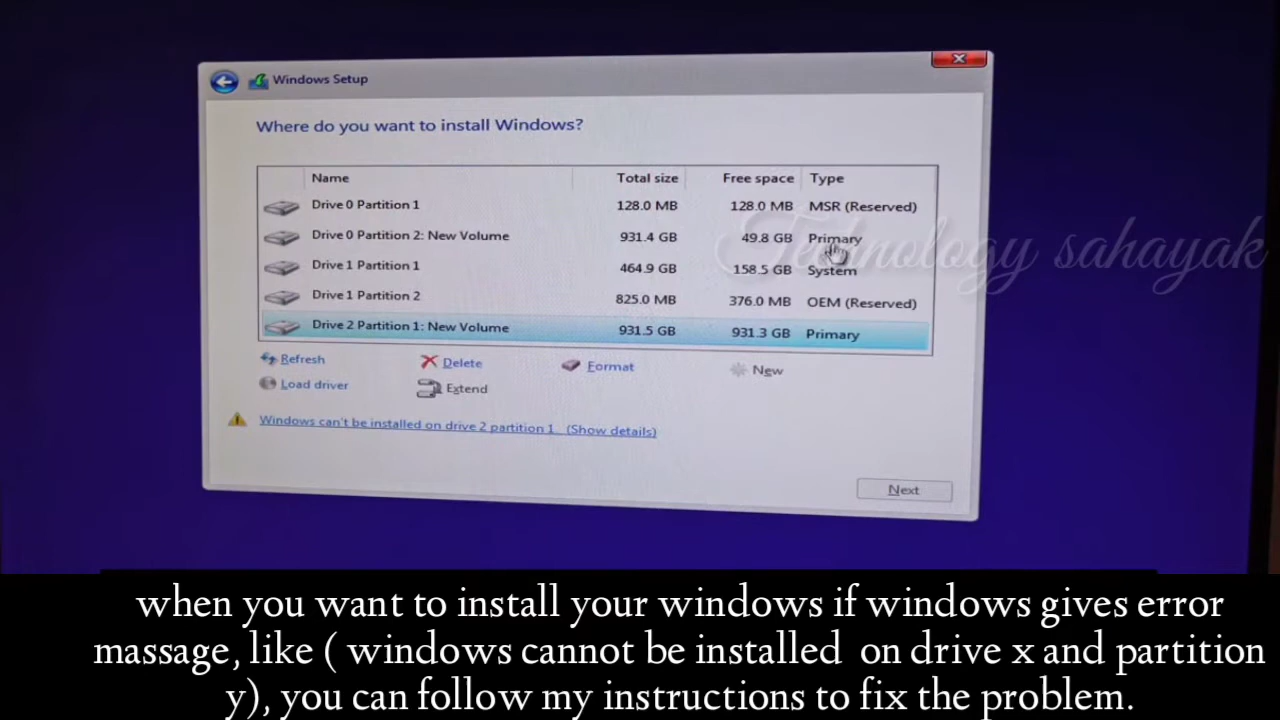 Windows Setup
Where do you want to install Windows?
Name Total size Free space Type
Drive 0 Partition 1 128.0 MB 128.0 MB MSR (Reserved)
Drive 0 Partition 2: New Volume 931.4 GB 49.8 GB Primary
Drive 1 Partition 1 464.9 GB 158.5 GB System
Drive 1 Partition 2 825.0 MB 376.0 MB OEM (Reserved)
Drive 2 Partition 1: New Volume 931.5 GB 931.3 GB Primary
Technology sahayak
Refresh Delete Format New
Load driver Extend
Windows can't be installed on drive 2 partition 1. (Show details)
Next
when you want to install your windows if windows gives error
massage, like ( windows cannot be installed on drive x and partition
y), you can follow my instructions to fix the problem.